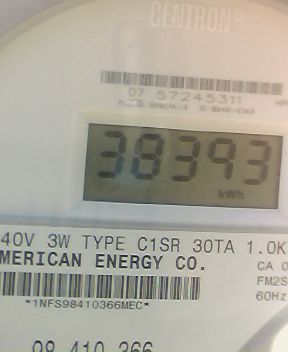 CENTRON
07 57245311
38393
kWh
40V 3W TYPE C1SR 30TA 1.0K
MERICAN ENERGY CO.
CA 0
FM2S
60Hz
*1NFS98410366MEC*
98 410 366